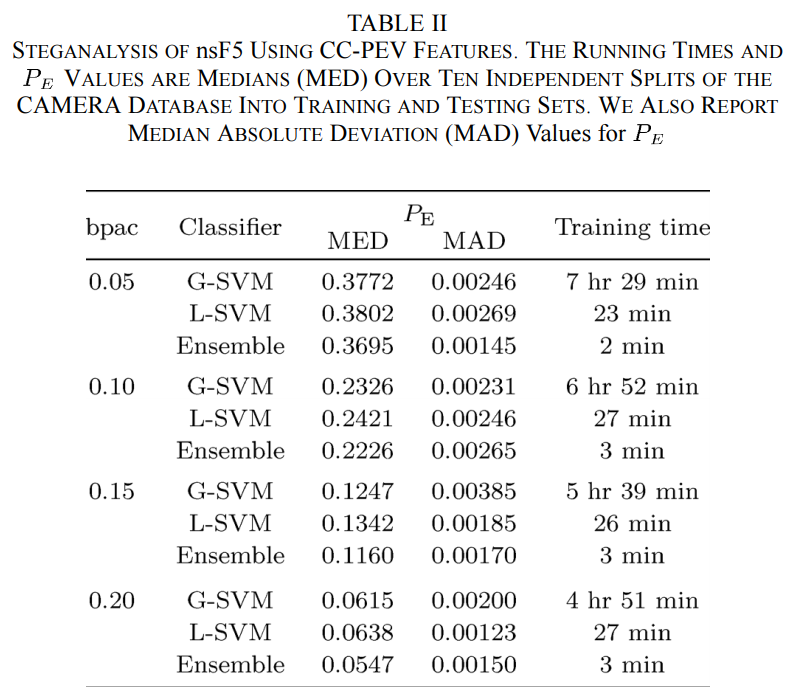 TABLE II
STEGANALYSIS OF nsF5 USING CC-PEV FEATURES. THE RUNNING TIMES AND
P_E VALUES ARE MEDIANS (MED) OVER TEN INDEPENDENT SPLITS OF THE
CAMERA DATABASE INTO TRAINING AND TESTING SETS. WE ALSO REPORT
MEDIAN ABSOLUTE DEVIATION (MAD) Values for P_E
bpac Classifier P_E Training time
MED MAD
0.05 G-SVM 0.3772 0.00246 7 hr 29 min
L-SVM 0.3802 0.00269 23 min
Ensemble 0.3695 0.00145 2 min
0.10 G-SVM 0.2326 0.00231 6 hr 52 min
L-SVM 0.2421 0.00246 27 min
Ensemble 0.2226 0.00265 3 min
0.15 G-SVM 0.1247 0.00385 5 hr 39 min
L-SVM 0.1342 0.00185 26 min
Ensemble 0.1160 0.00170 3 min
0.20 G-SVM 0.0615 0.00200 4 hr 51 min
L-SVM 0.0638 0.00123 27 min
Ensemble 0.0547 0.00150 3 min